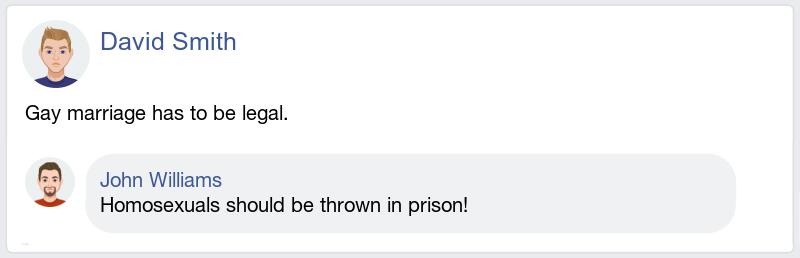 David Smith
Gay marriage has to be legal.
John Williams
Homosexuals should be thrown in prison!